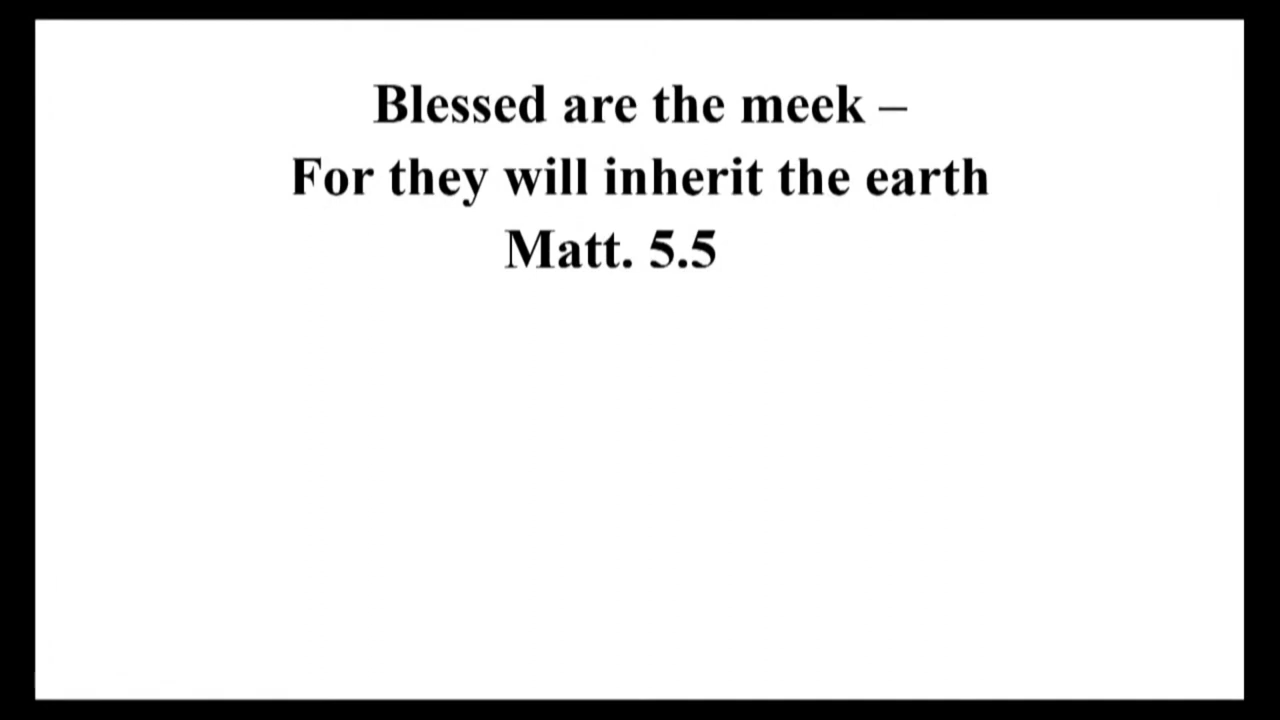 Blessed are the meek –
For they will inherit the earth
Matt. 5.5